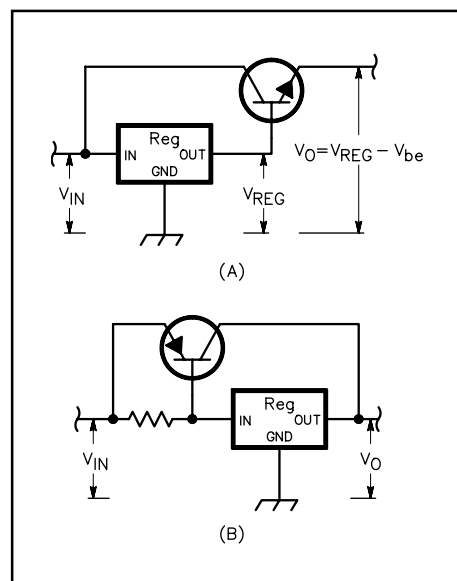 Reg
IN OUT
GND
V_IN
V_REG
V_O=V_REG − V_be
(A)
Reg
IN OUT
GND
V_IN
V_O
(B)